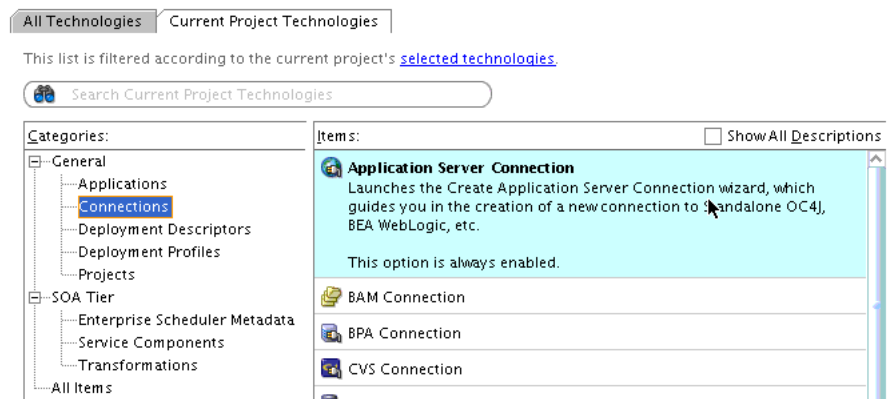 All Technologies
Current Project Technologies
This list is filtered according to the current project's selected technologies.
Search Current Project Technologies
Categories:
General
Applications
Connections
Deployment Descriptors
Deployment Profiles
Projects
SOA Tier
Enterprise Scheduler Metadata
Service Components
Transformations
All Items
Items:
Show All Descriptions
Application Server Connection
Launches the Create Application Server Connection wizard, which
guides you in the creation of a new connection to Standalone OC4J,
BEA WebLogic, etc.
This option is always enabled.
BAM Connection
BPA Connection
CVS Connection